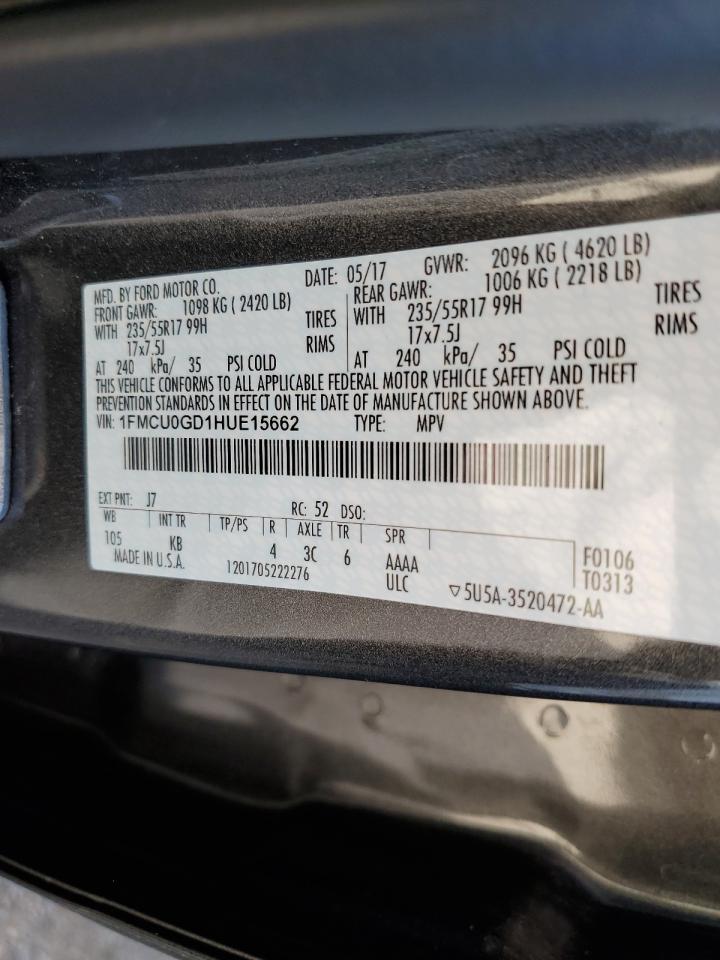 MFD. BY FORD MOTOR CO. DATE: 05/17 GVWR: 2096 KG ( 4620 LB)
FRONT GAWR: 1098 KG ( 2420 LB) REAR GAWR: 1006 KG ( 2218 LB)
WITH 235/55R17 99H TIRES WITH 235/55R17 99H TIRES
17x7.5J RIMS 17x7.5J RIMS
AT 240 kPa/ 35 PSI COLD AT 240 kPa/ 35 PSI COLD
THIS VEHICLE CONFORMS TO ALL APPLICABLE FEDERAL MOTOR VEHICLE SAFETY AND THEFT
PREVENTION STANDARDS IN EFFECT ON THE DATE OF MANUFACTURE SHOWN ABOVE.
VIN: 1FMCU0GD1HUE15662 TYPE: MPV
EXT PNT: J7 RC: 52 DSO:
WB INT TR TP/PS R AXLE TR SPR
105 KB 4 3C 6 AAAA F0106
MADE IN U.S.A. 1201705222276 ULC T0313
▽5U5A-3520472-AA